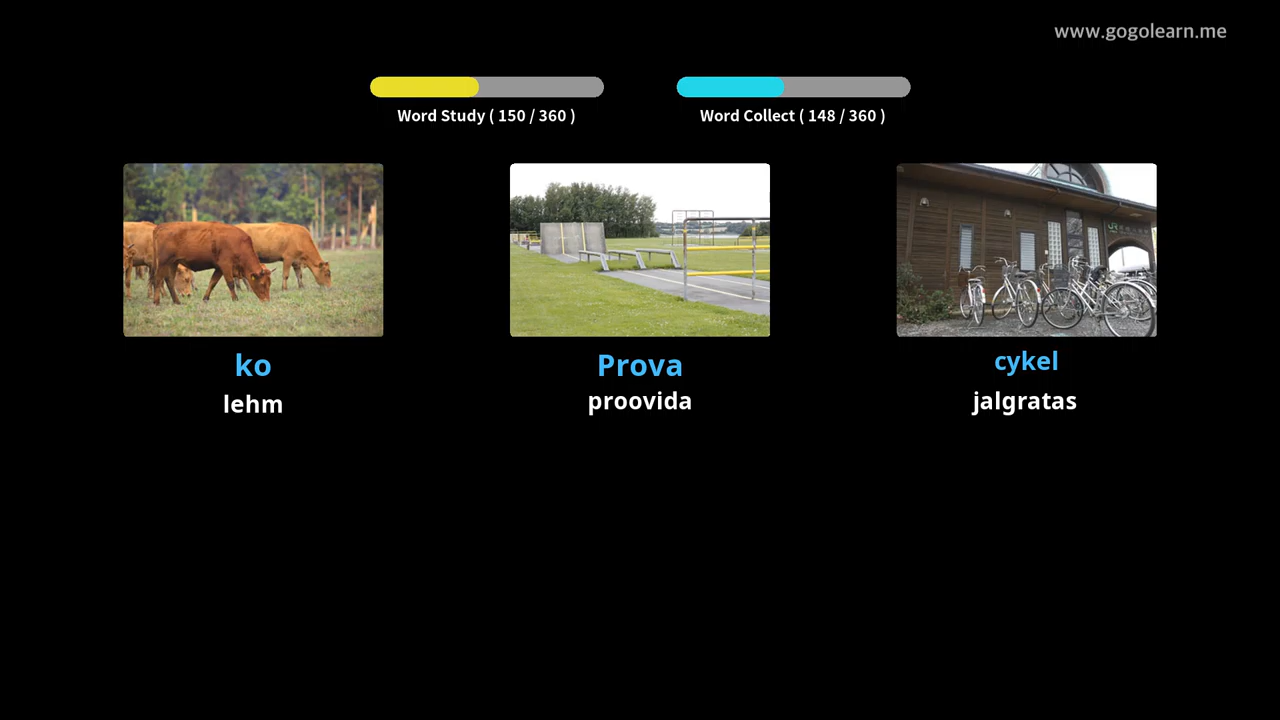 www.gogolearn.me
Word Study ( 150 / 360 )
Word Collect ( 148 / 360 )
ko
lehm
Prova
proovida
cykel
jalgratas